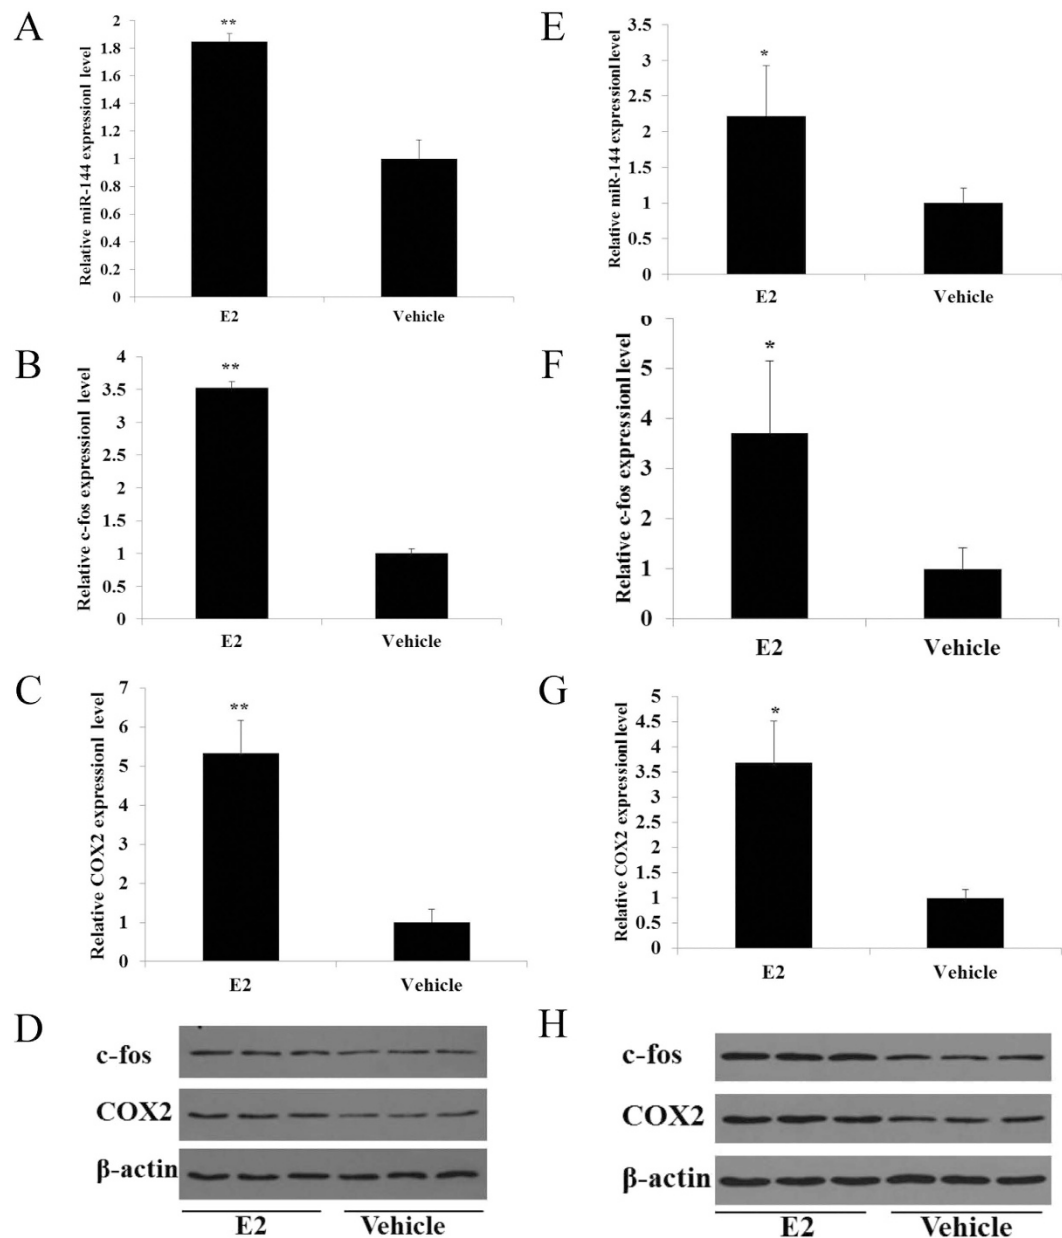 A
Relative miR-144 expressionl level
2
1.8
1.6
1.4
1.2
1
0.8
0.6
0.4
0.2
0
**
E2
Vehicle
B
Relative c-fos expressionl level
4
3.5
3
2.5
2
1.5
1
0.5
0
**
E2
Vehicle
C
Relative COX2 expressionl level
7
6
5
4
3
2
1
0
**
E2
Vehicle
D
c-fos
COX2
β-actin
E2
Vehicle
E
Relative miR-144 expressionl level
3.5
3
2.5
2
1.5
1
0.5
0
*
E2
Vehicle
F
Relative c-fos expressionl level
6
5
4
3
2
1
0
*
E2
Vehicle
G
Relative COX2 expressionl level
5
4.5
4
3.5
3
2.5
2
1.5
1
0.5
0
*
E2
Vehicle
H
c-fos
COX2
β-actin
E2
Vehicle